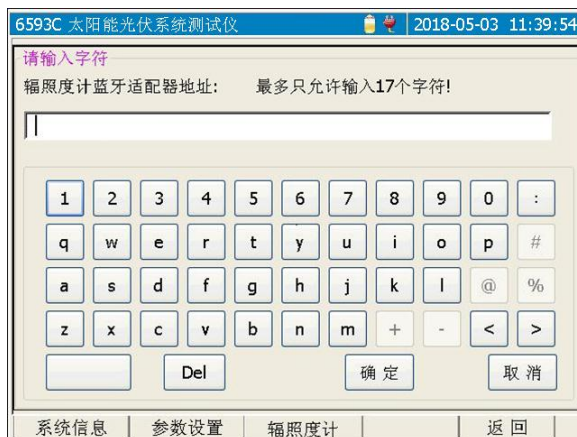 6593C 太阳能光伏系统测试仪 2018-05-03 11:39:54
请输入字符
辐照度计蓝牙适配器地址: 最多只允许输入17个字符!
1 2 3 4 5 6 7 8 9 0 :
q w e r t y u i o p #
a s d f g h j k l @ %
z x c v b n m + - < >
Del 确定 取消
系统信息 参数设置 辐照度计 返回